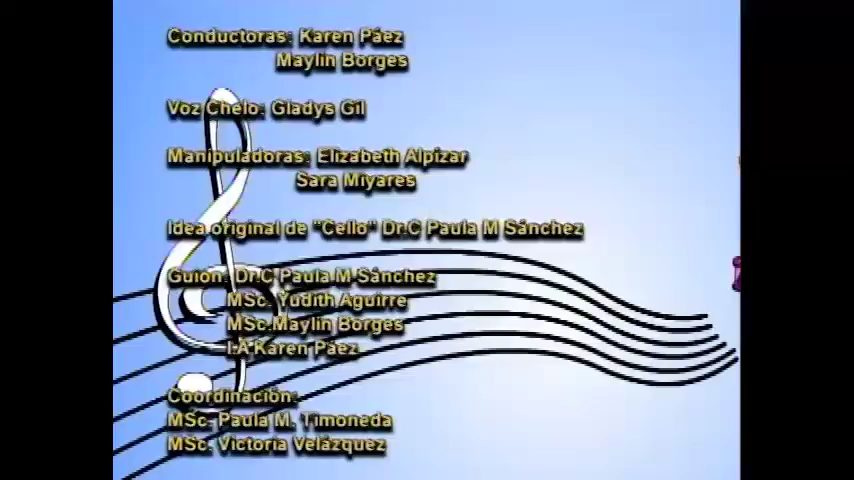 Conductoras: Karen Páez
Maylin Borges
Voz Chelo: Gladys Gil
Manipuladoras: Elizabeth Alpizar
Sara Miyares
Idea original de "Cello" Dr.C Paula M Sánchez
Guion: Dr.C Paula M Sánchez
MSc. Yudith Aguirre
MSc.Maylin Borges
I.A Karen Páez
Coordinación:
MSc. Paula M. Timoneda
MSc. Victoria Velázquez